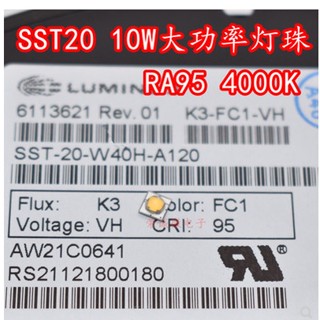 SST20 10W大功率灯珠
RA95 4000K
LUMIN
6113621 Rev. 01 K3-FC1-VH
SST-20-W40H-A120
Flux: K3 olor: FC1
Voltage: VH CRI: 95
AW21C0641
RS21121800180